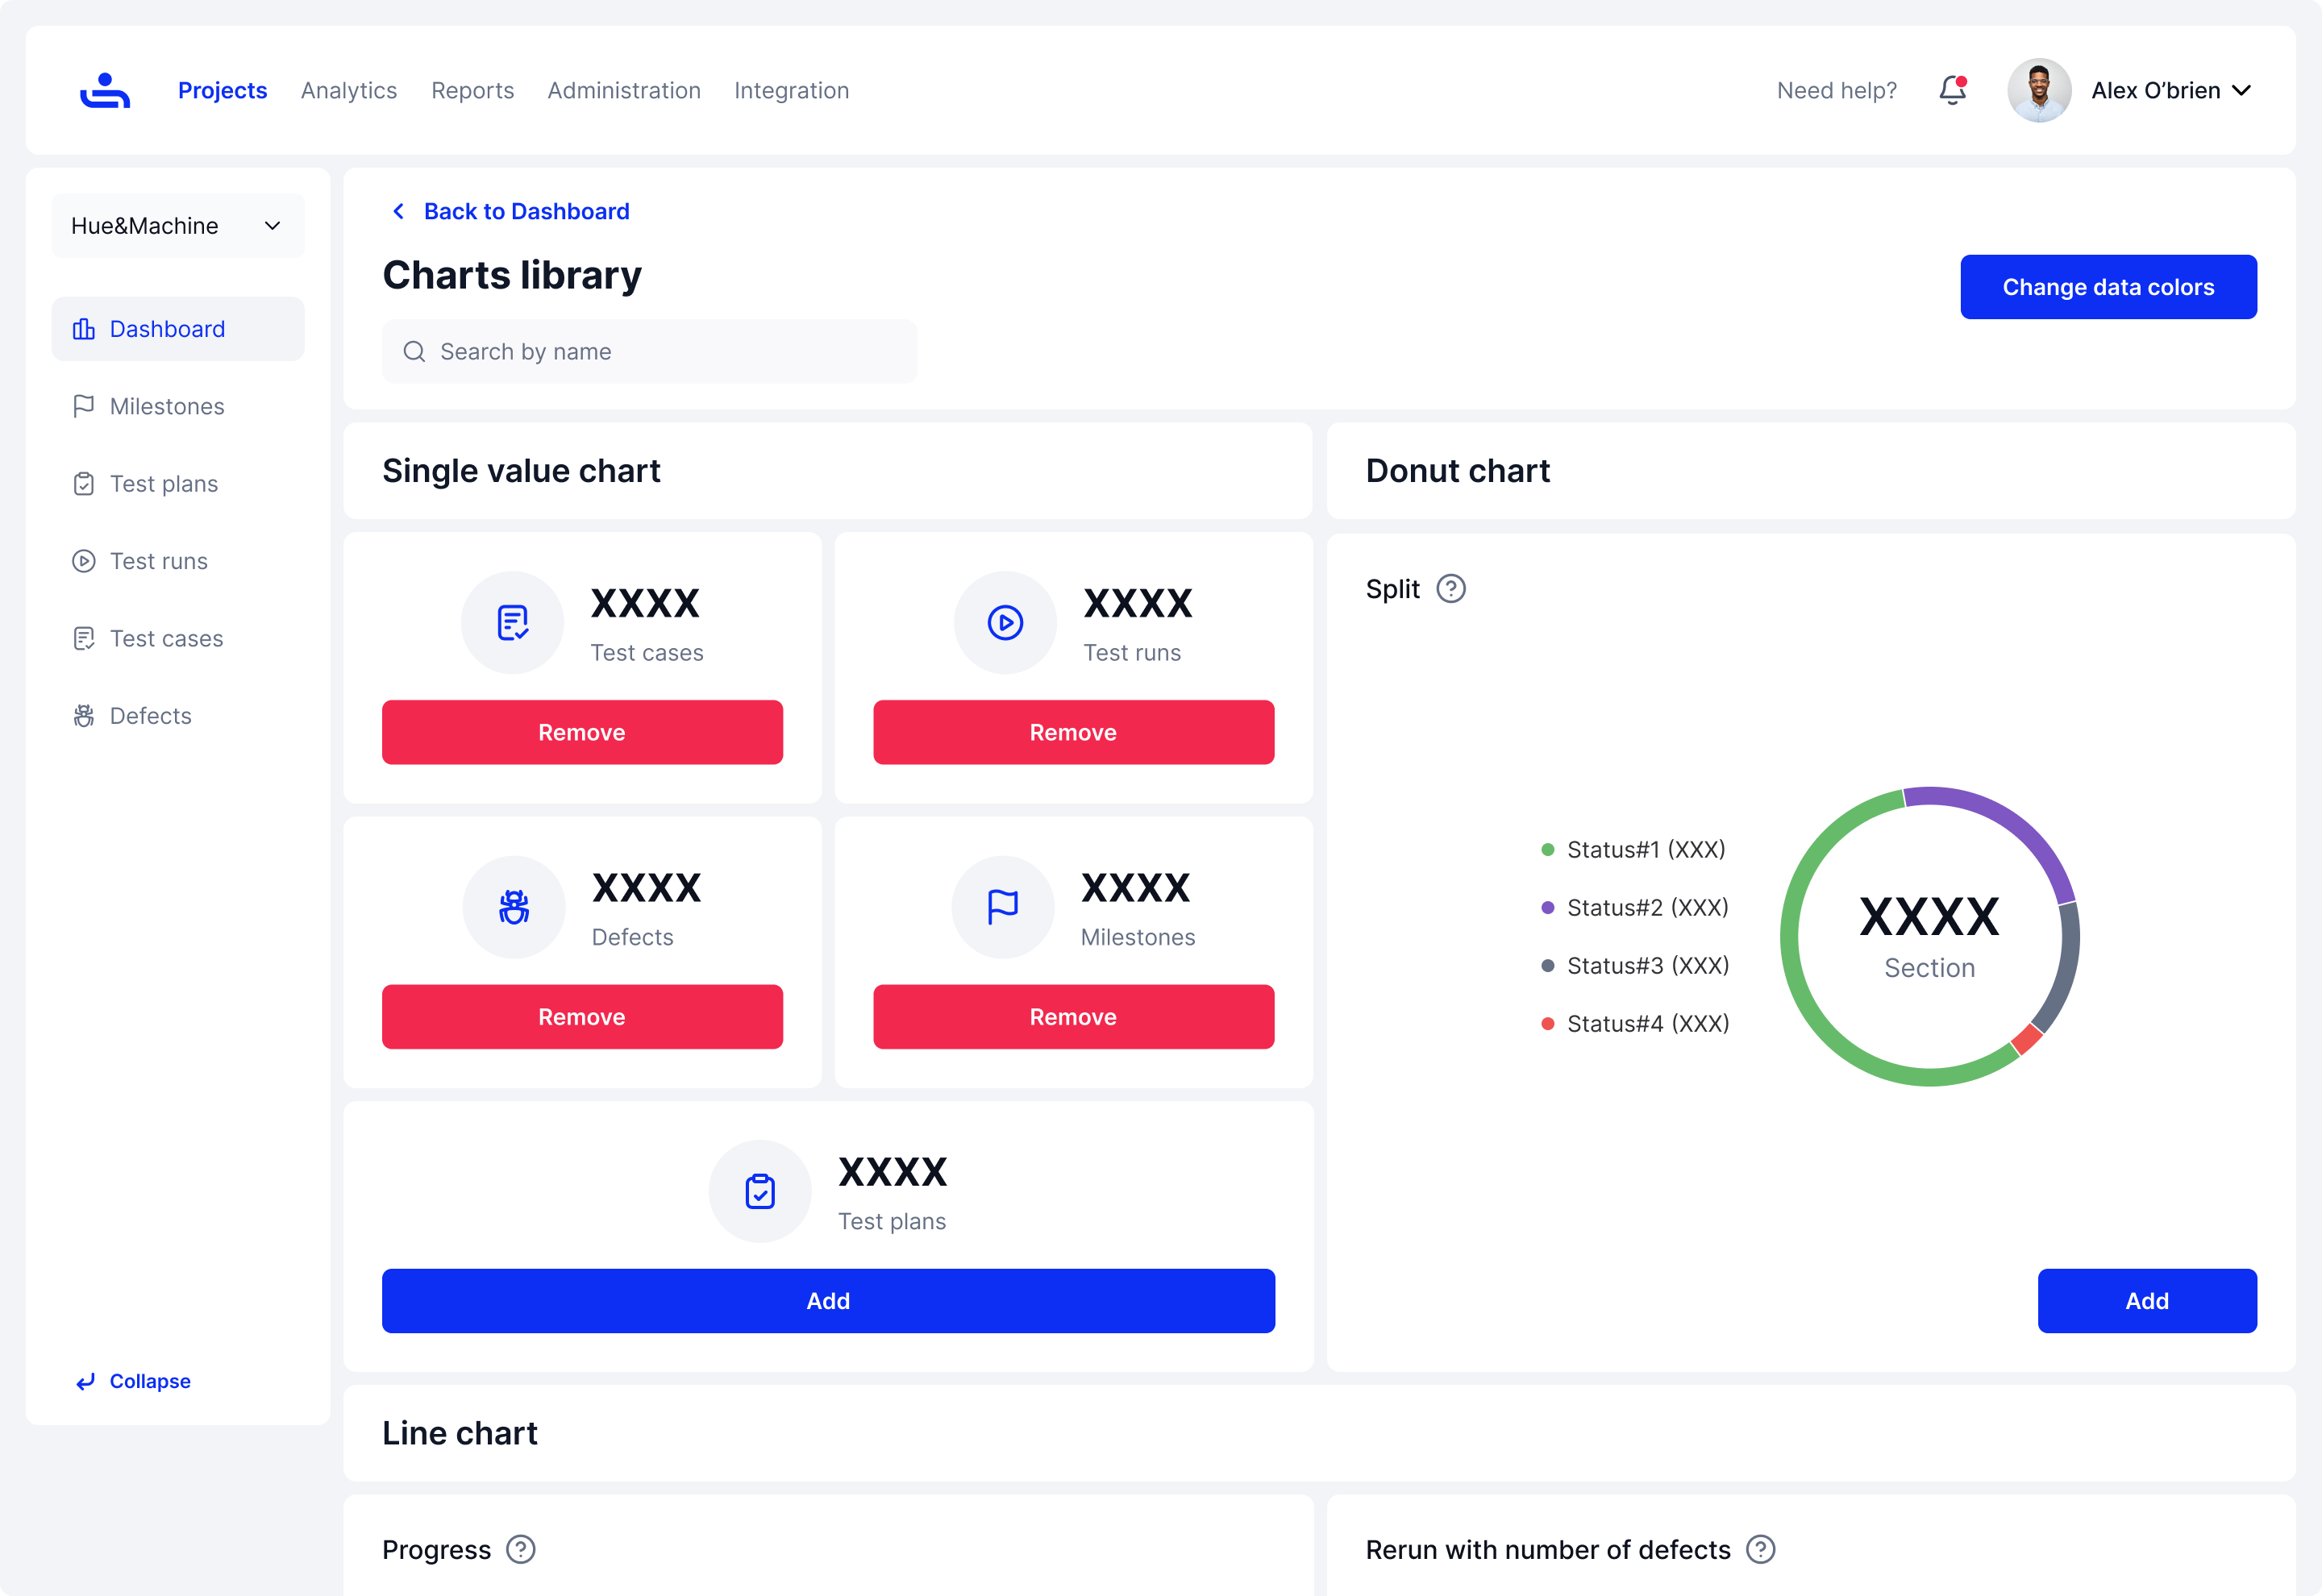 Projects
Analytics
Reports
Administration
Integration
Need help?
Alex O’brien
Hue&Machine
Dashboard
Milestones
Test plans
Test runs
Test cases
Defects
Collapse
Back to Dashboard
Charts library
Search by name
Change data colors
Single value chart
XXXX
Test cases
Remove
XXXX
Test runs
Remove
XXXX
Defects
Remove
XXXX
Milestones
Remove
XXXX
Test plans
Add
Donut chart
Split
Status#1 (XXX)
Status#2 (XXX)
Status#3 (XXX)
Status#4 (XXX)
XXXX
Section
Add
Line chart
Progress
Rerun with number of defects